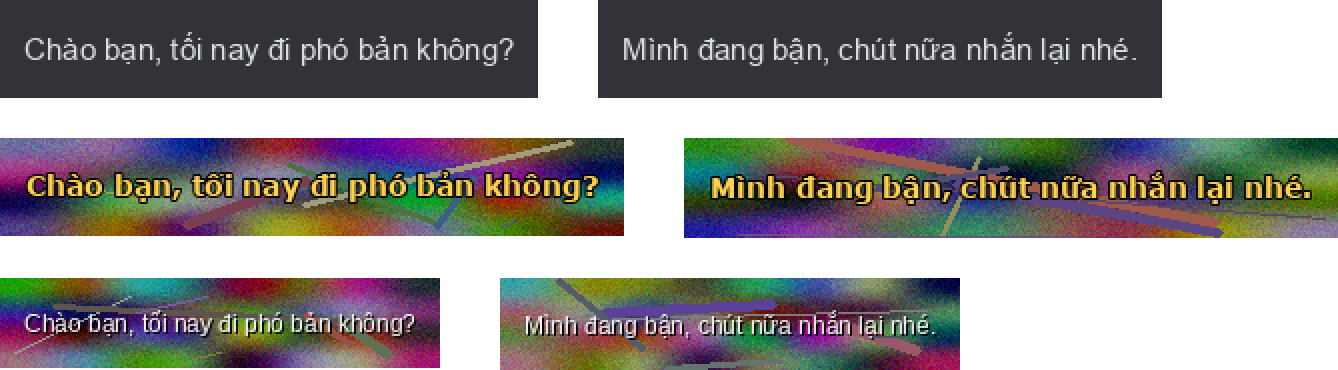 Chào bạn, tối nay đi phó bản không?
Mình đang bận, chút nữa nhắn lại nhé.
Chào bạn, tối nay đi phó bản không?
Mình đang bận, chút nữa nhắn lại nhé.
Chào bạn, tối nay đi phó bản không?
Mình đang bận, chút nữa nhắn lại nhé.